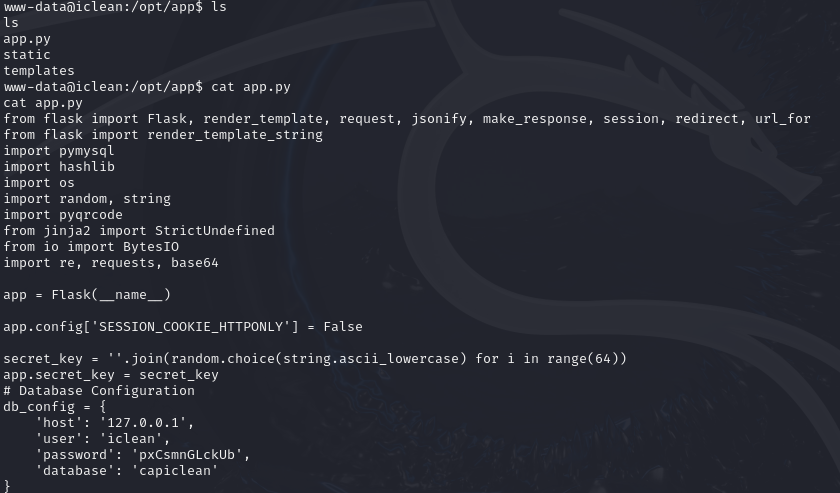 www-data@iclean:/opt/app$ ls
ls
app.py
static
templates
www-data@iclean:/opt/app$ cat app.py
cat app.py
from flask import Flask, render_template, request, jsonify, make_response, session, redirect, url_for
from flask import render_template_string
import pymysql
import hashlib
import os
import random, string
import pyqrcode
from jinja2 import StrictUndefined
from io import BytesIO
import re, requests, base64

app = Flask(__name__)

app.config['SESSION_COOKIE_HTTPONLY'] = False

secret_key = ''.join(random.choice(string.ascii_lowercase) for i in range(64))
app.secret_key = secret_key
# Database Configuration
db_config = {
    'host': '127.0.0.1',
    'user': 'iclean',
    'password': 'pxCsmnGLckUb',
    'database': 'capiclean'
}